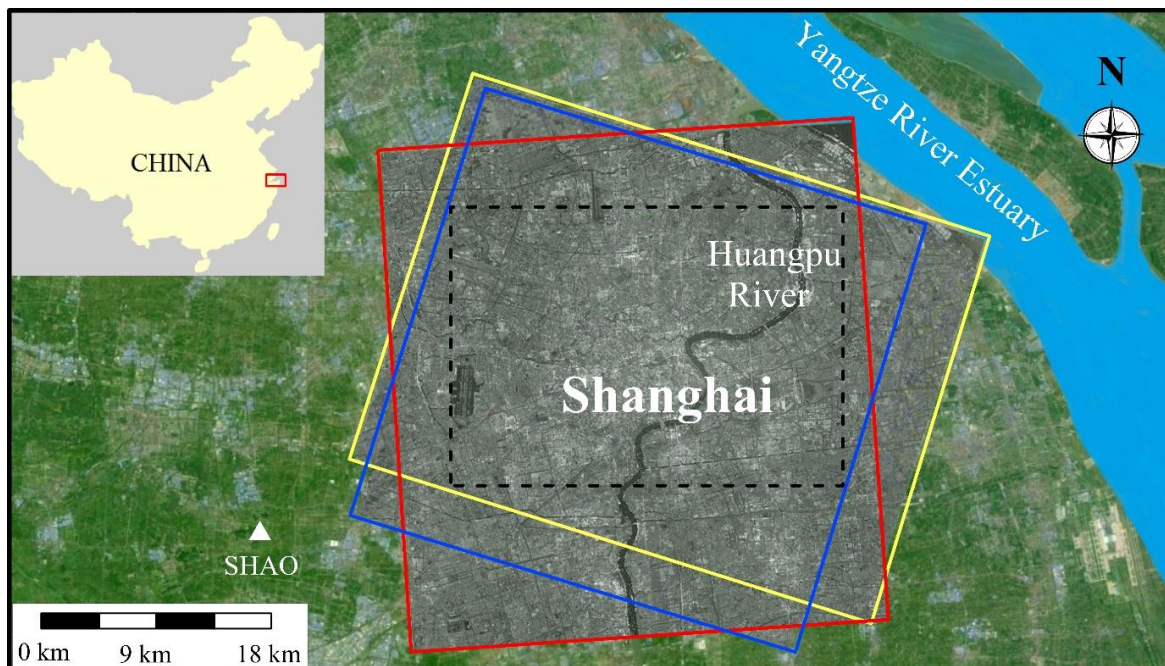 CHINA
Yangtze River Estuary
N
Huangpu
River
Shanghai
SHAO
0 km 9 km 18 km